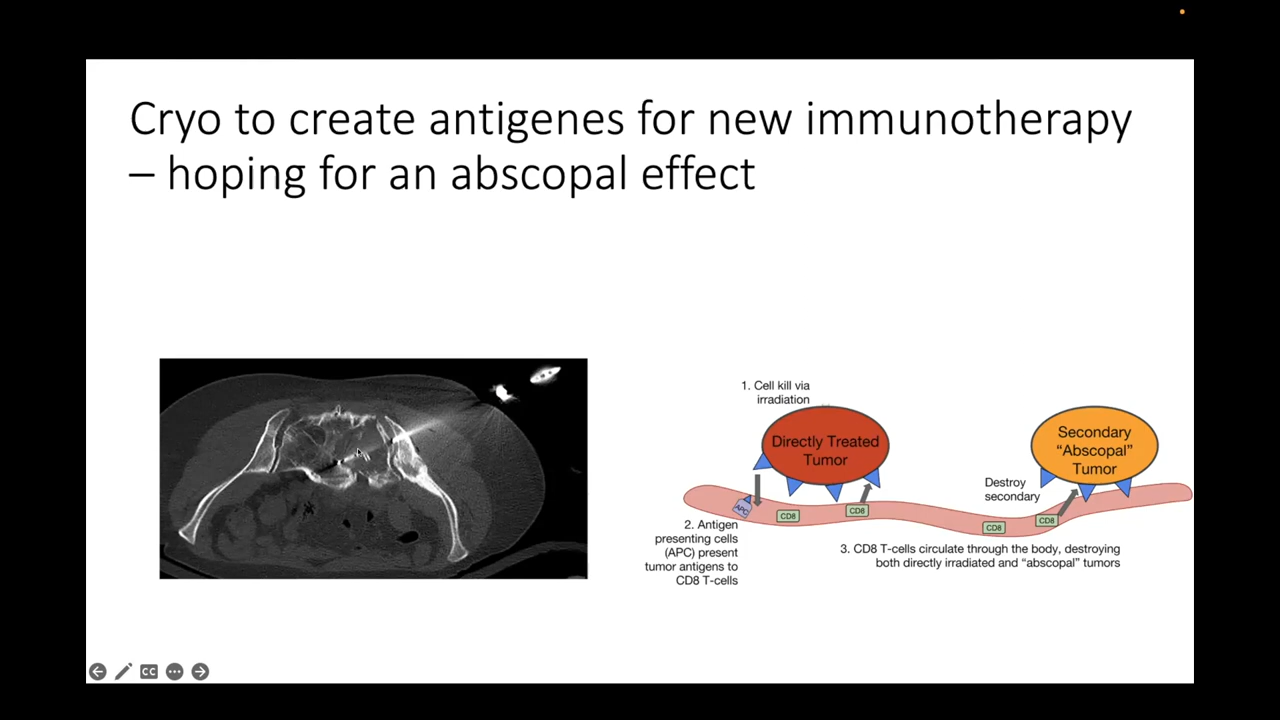 Cryo to create antigenes for new immunotherapy
– hoping for an abscopal effect
1. Cell kill via
irradiation
Directly Treated
Tumor
Secondary
“Abscopal”
Tumor
Destroy
secondary
APC
CD8
CD8
CD8
CD8
2. Antigen
presenting cells
(APC) present
tumor antigens to
CD8 T-cells
3. CD8 T-cells circulate through the body, destroying
both directly irradiated and “abscopal” tumors
CC